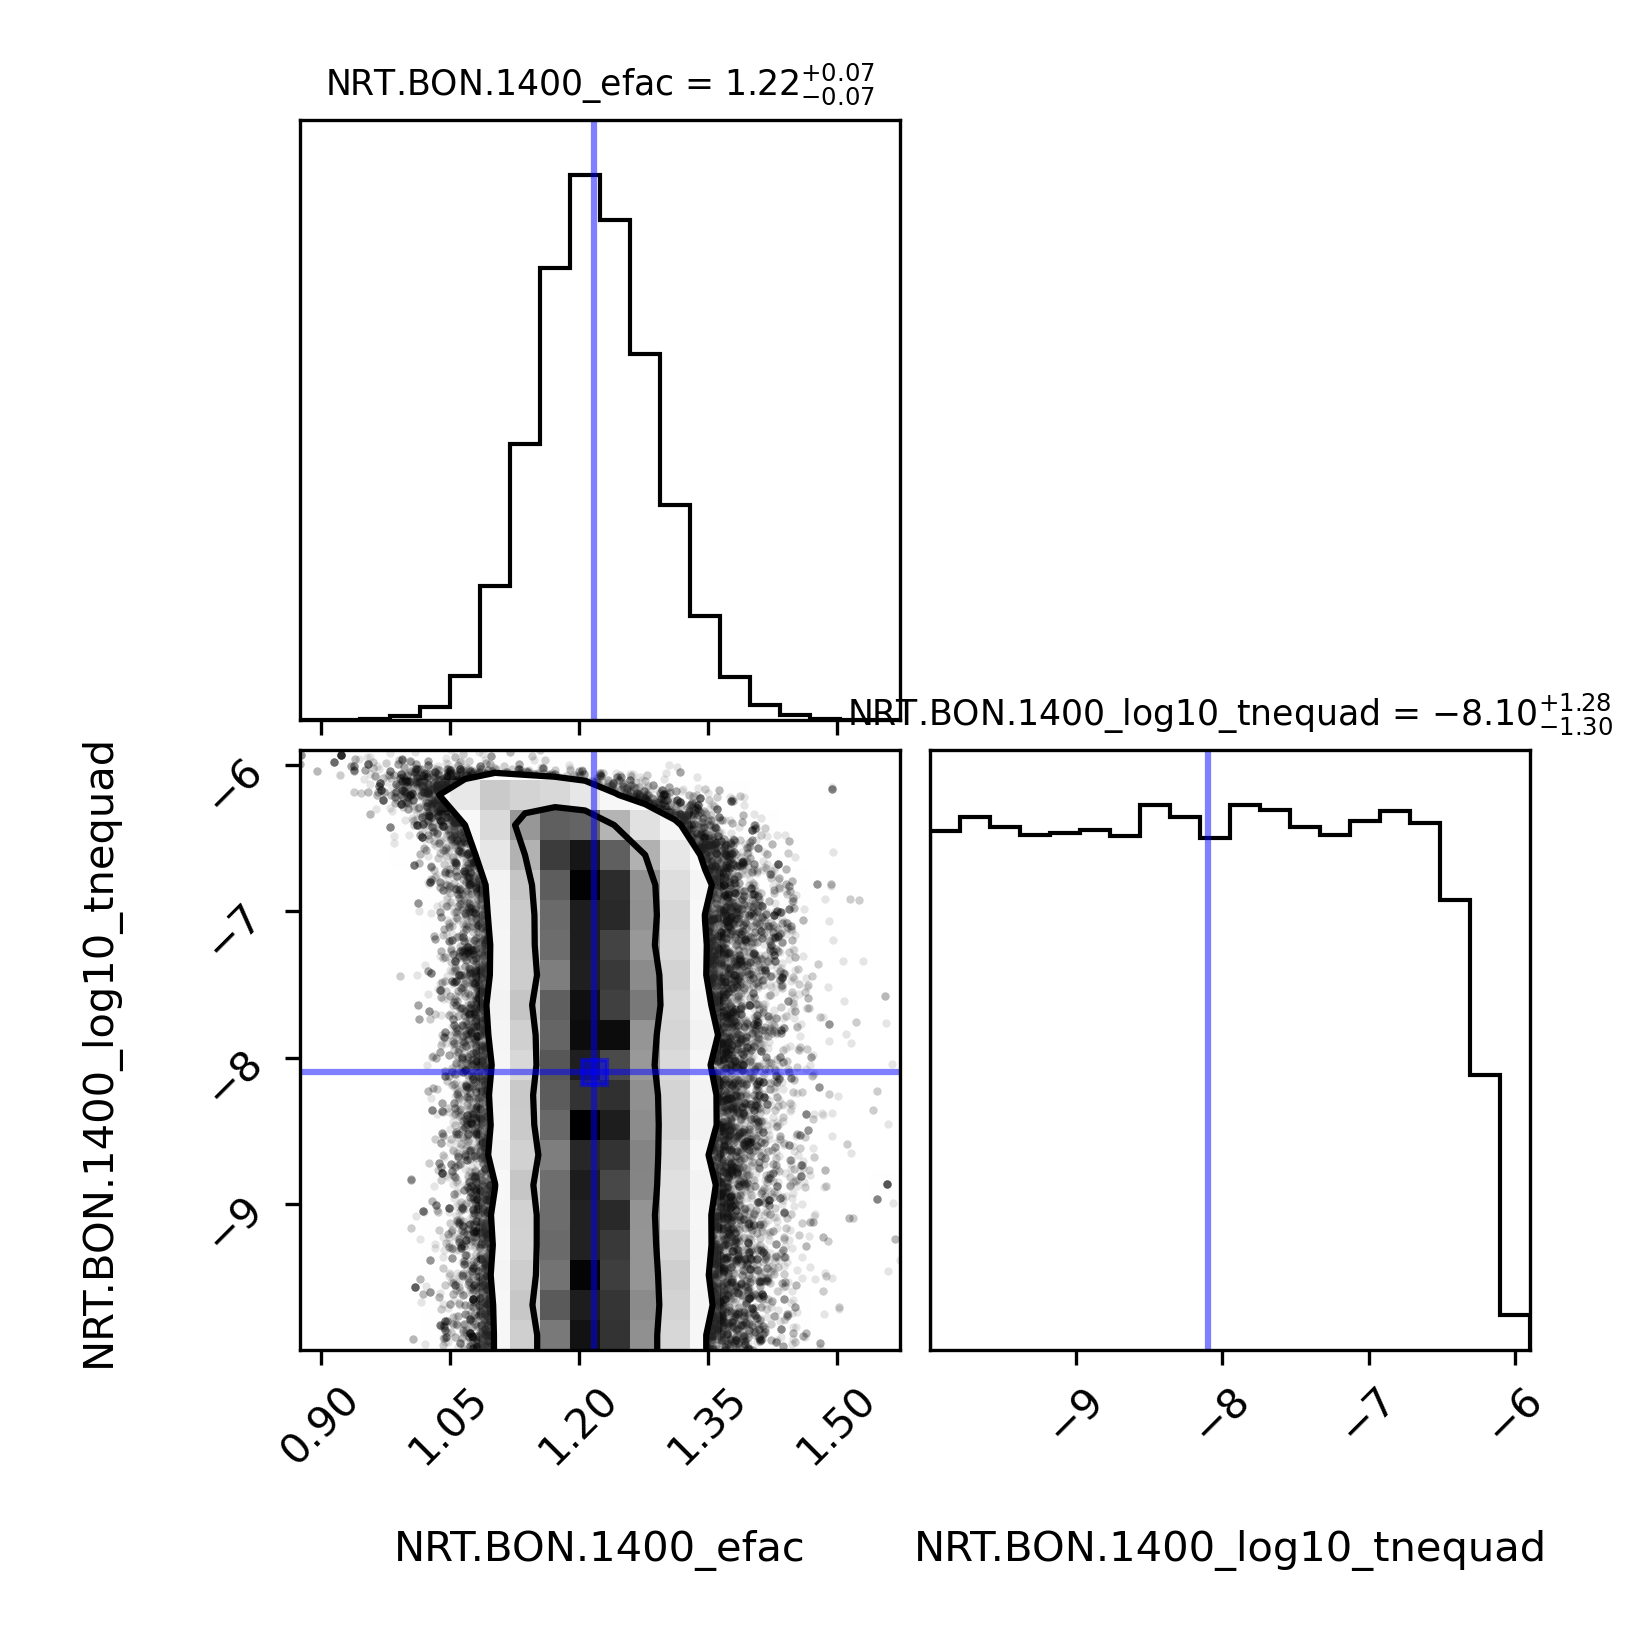 NRT.BON.1400_efac = 1.22+0.07 −0.07
NRT.BON.1400_log10_tnequad = −8.10+1.28 −1.30
NRT.BON.1400_log10_tnequad
−6
−7
−8
−9
0.90 1.05 1.20 1.35 1.50
−9 −8 −7 −6
NRT.BON.1400_efac
NRT.BON.1400_log10_tnequad